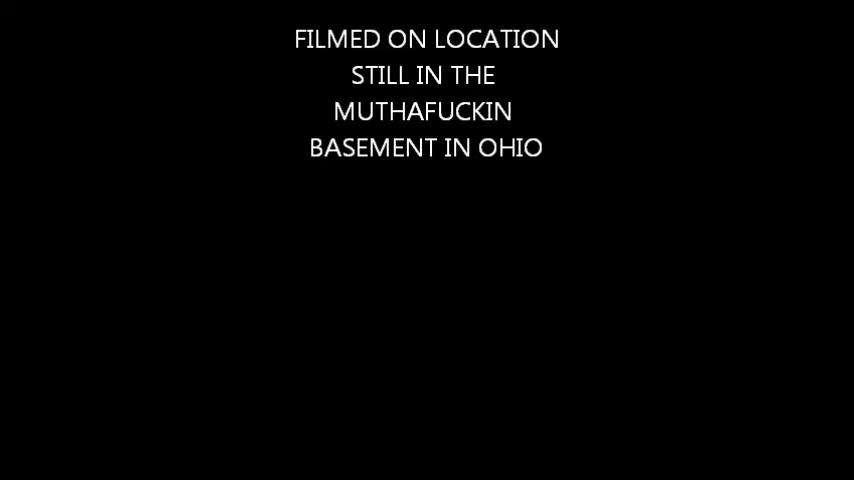 FILMED ON LOCATION
STILL IN THE
MUTHAFUCKIN
BASEMENT IN OHIO